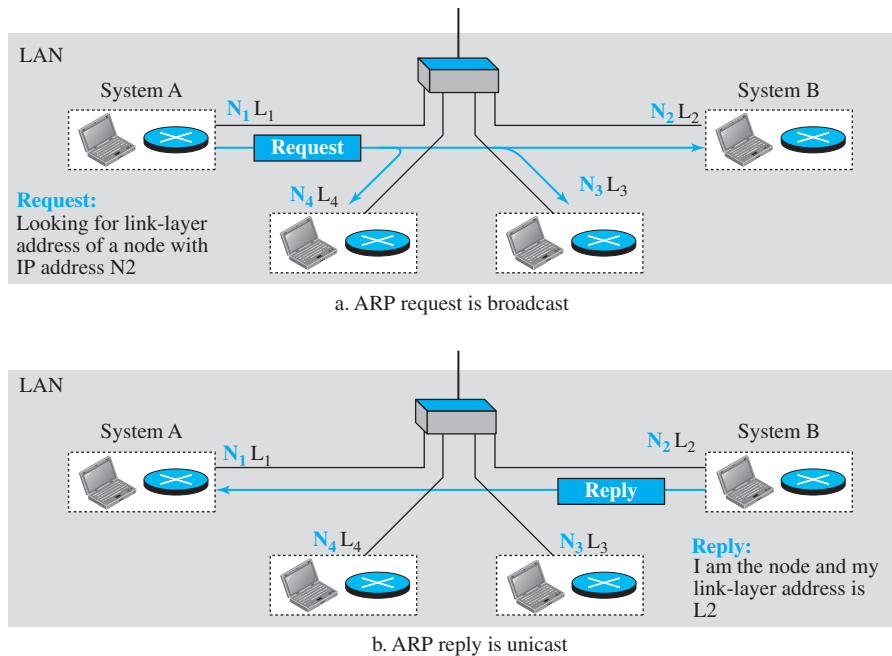 LAN
System A
System B
N1 L1
N2 L2
Request
N4 L4
N3 L3
Request:
Looking for link-layer
address of a node with
IP address N2
a. ARP request is broadcast
LAN
System A
System B
N1 L1
N2 L2
Reply
N4 L4
N3 L3
Reply:
I am the node and my
link-layer address is
L2
b. ARP reply is unicast